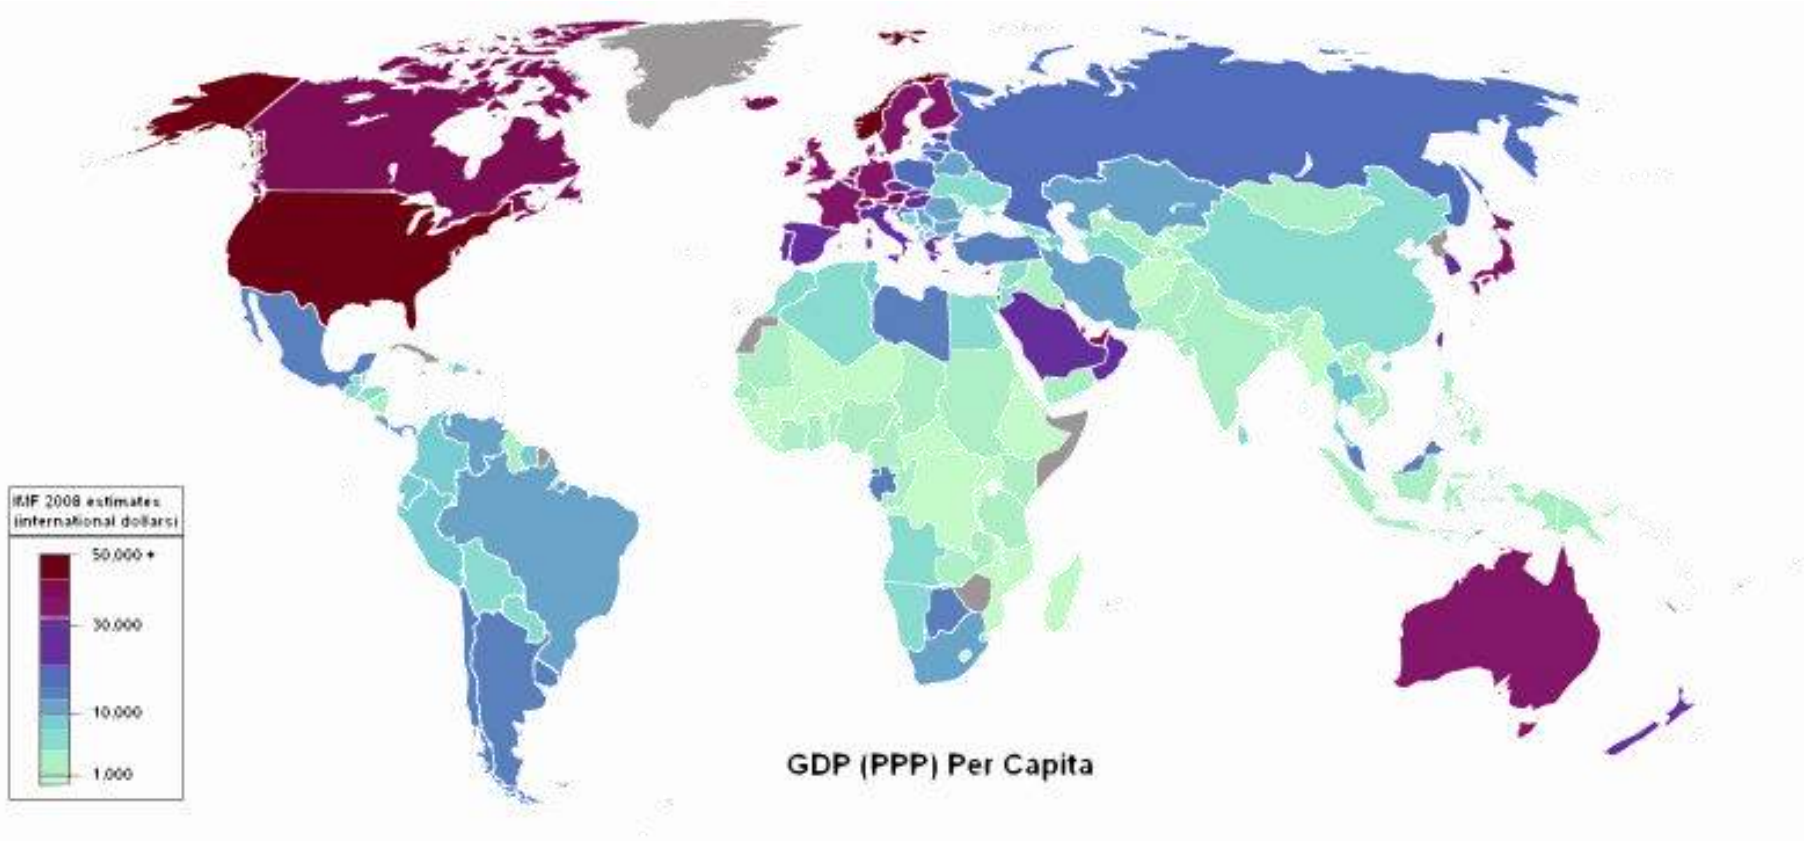 IMF 2008 estimates
(international dollars)
50,000 +
30,000
10,000
1,000
GDP (PPP) Per Capita